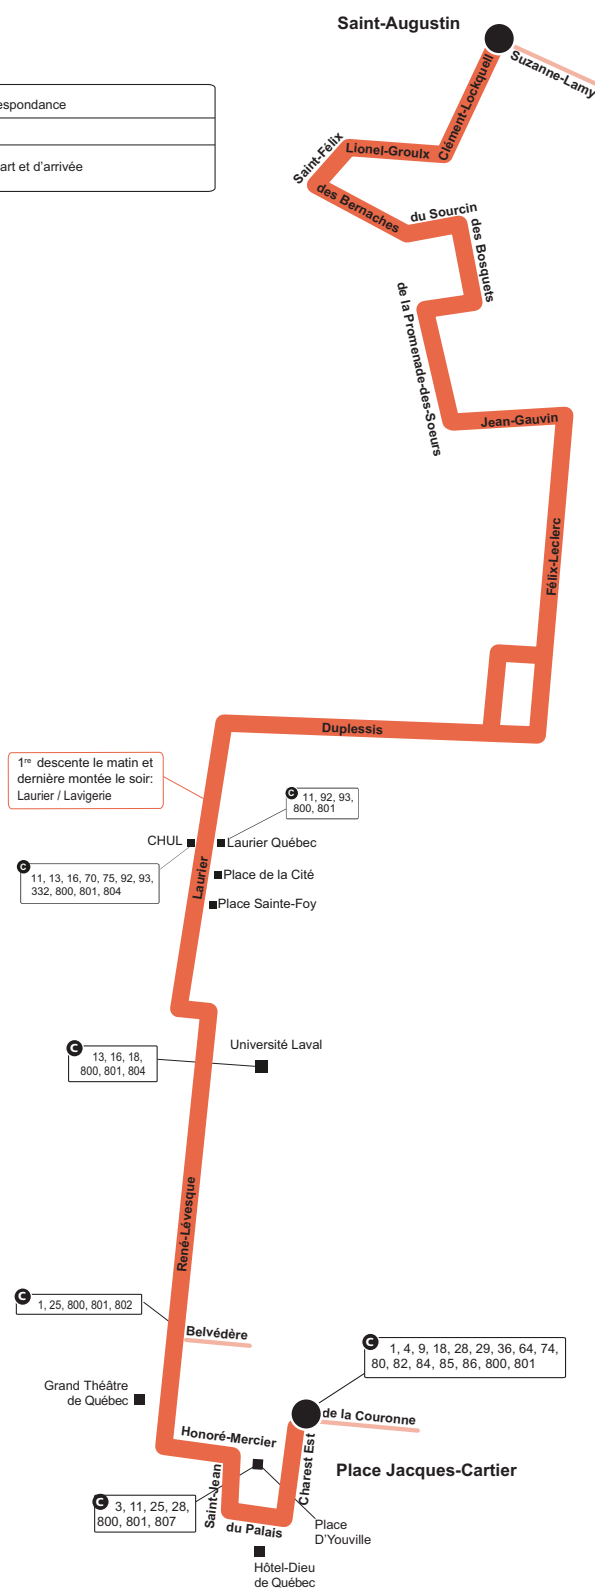 Saint-Augustin
Suzanne-Lamy
Clément-Lockquell
espondance
art et d'arrivée
Lionel-Groulx
Saint-Félix
des Bernaches
du Sourcin
des Bosquets
de la Promenade-des-Soeurs
Jean-Gauvin
Félix-Leclerc
Duplessis
1re descente le matin et
dernière montée le soir:
Laurier / Lavigerie
C 11, 92, 93,
800, 801
CHUL
Laurier Québec
C
11, 13, 16, 70, 75, 92, 93,
332, 800, 801, 804
Laurier
Place de la Cité
Place Sainte-Foy
Université Laval
C
13, 16, 18,
800, 801, 804
René-Lévesque
C
1, 25, 800, 801, 802
Belvédère
C
1, 4, 9, 18, 28, 29, 36, 64, 74,
80, 82, 84, 85, 86, 800, 801
Grand Théâtre
de Québec
de la Couronne
Honoré-Mercier
Charest Est
Place Jacques-Cartier
Saint-Jean
C 3, 11, 25, 28,
800, 801, 807
du Palais
Place
D'Youville
Hôtel-Dieu
de Québec